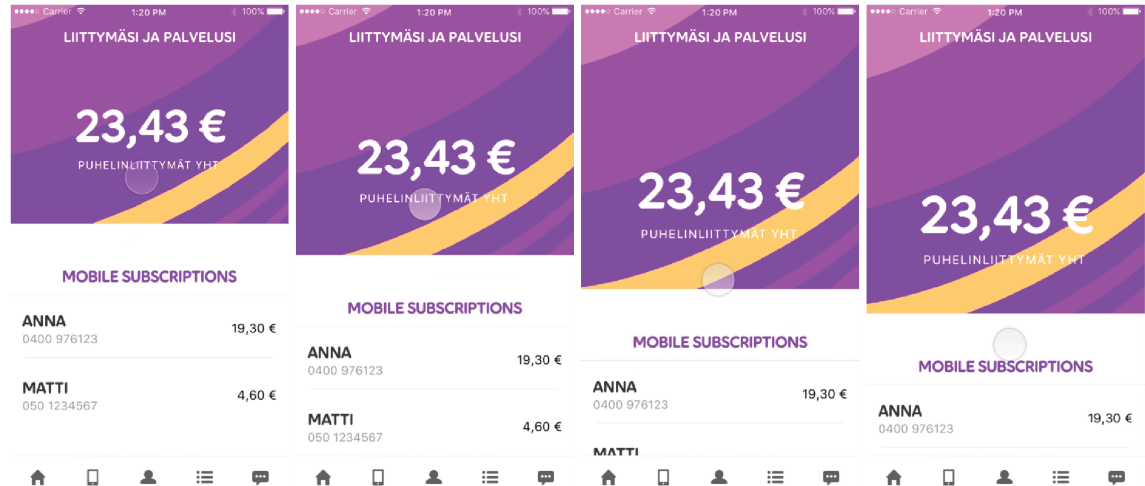 Carrier 1:20 PM 100%
LIITTYMÄSI JA PALVELUSI
23,43 €
PUHELINLIITTYMÄT YHT
MOBILE SUBSCRIPTIONS
ANNA
19,30 €
0400 976123
MATTI
4,60 €
050 1234567
Carrier 1:20 PM 100%
LIITTYMÄSI JA PALVELUSI
23,43 €
PUHELINLIITTYMÄT YHT
MOBILE SUBSCRIPTIONS
ANNA
19,30 €
0400 976123
MATTI
4,60 €
050 1234567
Carrier 1:20 PM 100%
LIITTYMÄSI JA PALVELUSI
23,43 €
PUHELINLIITTYMÄT YHT
MOBILE SUBSCRIPTIONS
ANNA
19,30 €
0400 976123
MATTI
Carrier 1:20 PM 100%
LIITTYMÄSI JA PALVELUSI
23,43 €
PUHELINLIITTYMÄT YHT
MOBILE SUBSCRIPTIONS
ANNA
19,30 €
0400 976123